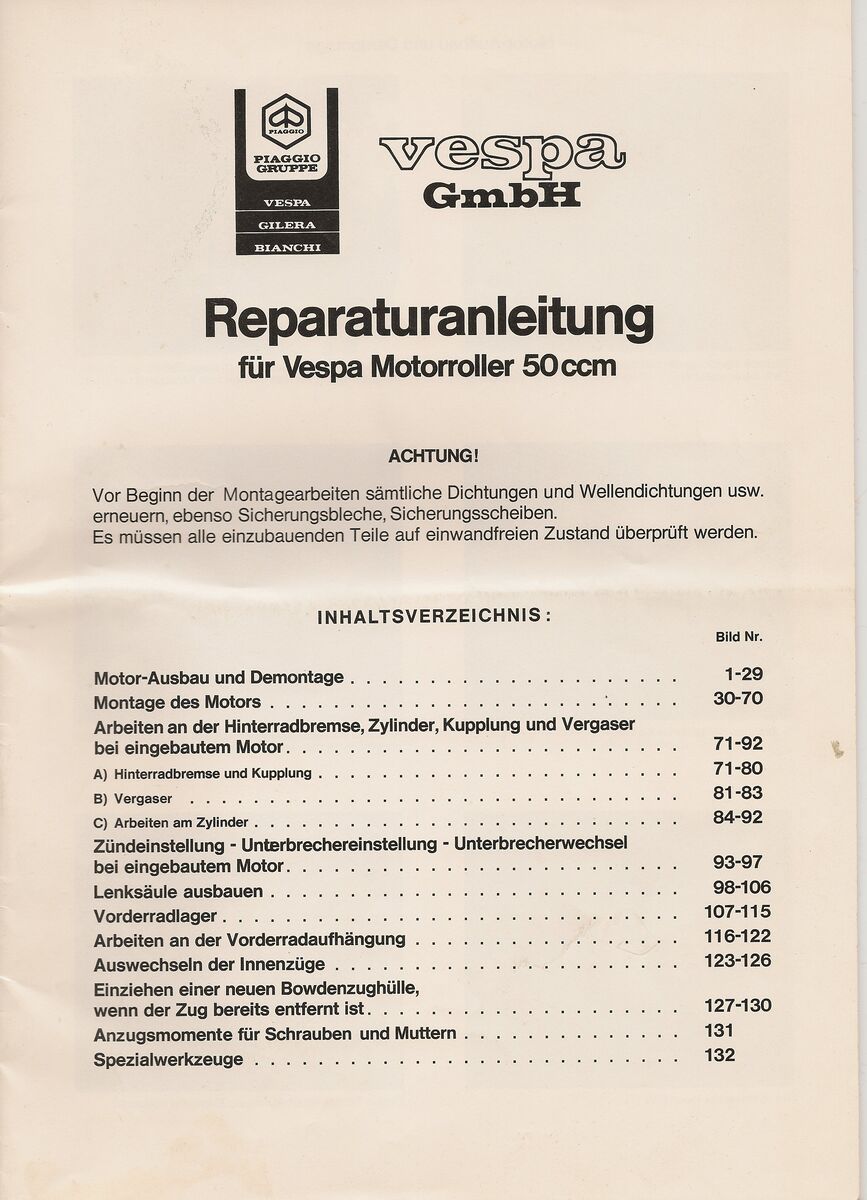 PIAGGIO
PIAGGIO
GRUPPE
VESPA
GILERA
BIANCHI
vespa
GmbH
Reparaturanleitung
für Vespa Motorroller 50ccm
ACHTUNG!
Vor Beginn der Montagearbeiten sämtliche Dichtungen und Wellendichtungen usw.
erneuern, ebenso Sicherungsbleche, Sicherungsscheiben.
Es müssen alle einzubauenden Teile auf einwandfreien Zustand überprüft werden.
INHALTSVERZEICHNIS:
Bild Nr.
Motor-Ausbau und Demontage . . . . . . . . . . . . . . . . . . . . . 1-29
Montage des Motors . . . . . . . . . . . . . . . . . . . . . . . . . . 30-70
Arbeiten an der Hinterradbremse, Zylinder, Kupplung und Vergaser
bei eingebautem Motor. . . . . . . . . . . . . . . . . . . . . . . . . 71-92
A) Hinterradbremse und Kupplung . . . . . . . . . . . . . . . . . . . . . . . 71-80
B) Vergaser . . . . . . . . . . . . . . . . . . . . . . . . . . . . . . . 81-83
C) Arbeiten am Zylinder . . . . . . . . . . . . . . . . . . . . . . . . . . . 84-92
Zündeinstellung - Unterbrechereinstellung - Unterbrecherwechsel
bei eingebautem Motor. . . . . . . . . . . . . . . . . . . . . . . . . 93-97
Lenksäule ausbauen . . . . . . . . . . . . . . . . . . . . . . . . . . 98-106
Vorderradlager . . . . . . . . . . . . . . . . . . . . . . . . . . . . . 107-115
Arbeiten an der Vorderradaufhängung . . . . . . . . . . . . . . . . . 116-122
Auswechseln der Innenzüge . . . . . . . . . . . . . . . . . . . . . . 123-126
Einziehen einer neuen Bowdenzughülle,
wenn der Zug bereits entfernt ist. . . . . . . . . . . . . . . . . . . . 127-130
Anzugsmomente für Schrauben und Muttern . . . . . . . . . . . . . . 131
Spezialwerkzeuge . . . . . . . . . . . . . . . . . . . . . . . . . . . 132